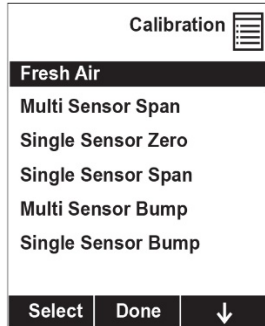 Calibration
Fresh Air
Multi Sensor Span
Single Sensor Zero
Single Sensor Span
Multi Sensor Bump
Single Sensor Bump
Select Done ↓